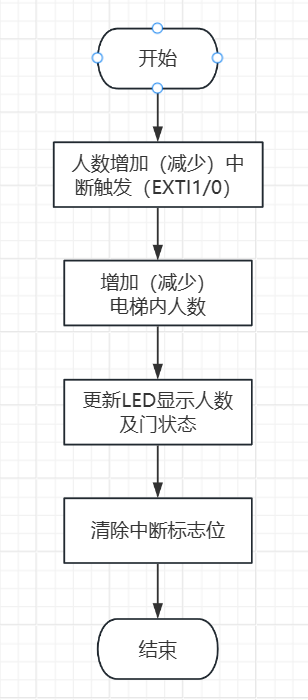 开始
人数增加（减少）中
断触发（EXTI1/0）
增加（减少）
电梯内人数
更新LED显示人数
及门状态
清除中断标志位
结束